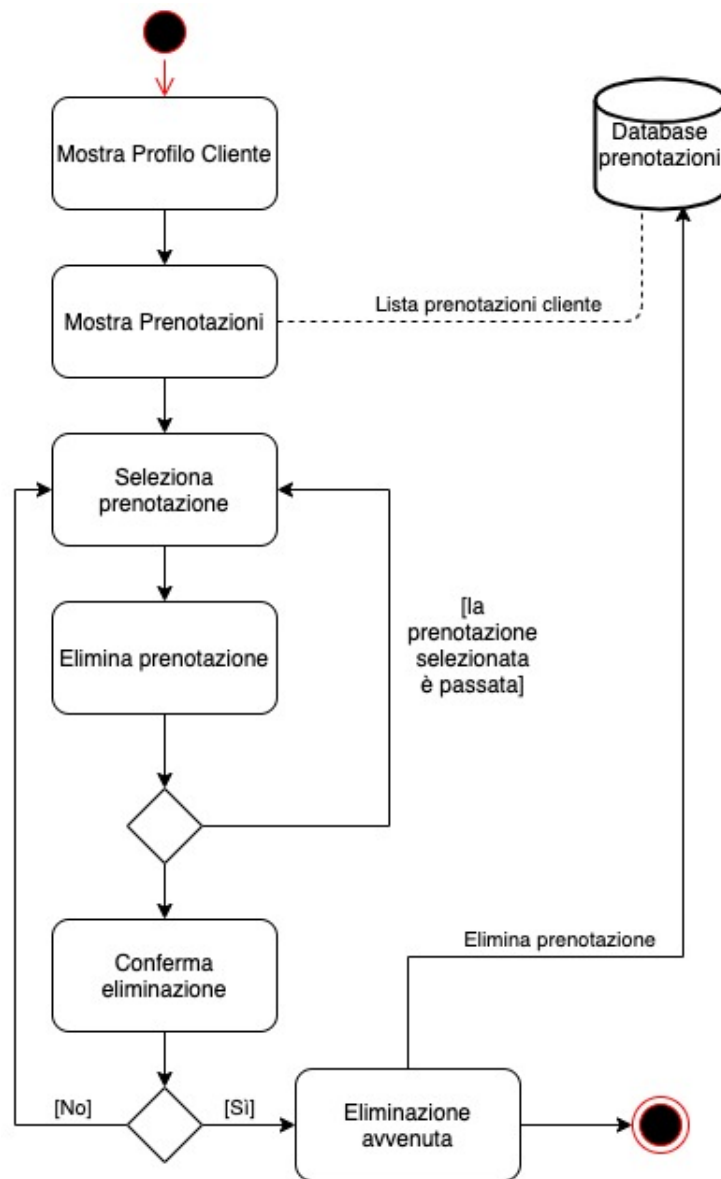 Mostra Profilo Cliente
Database
prenotazioni
Mostra Prenotazioni
Lista prenotazioni cliente
Seleziona
prenotazione
[la
prenotazione
selezionata
è passata]
Elimina prenotazione
Conferma
eliminazione
Elimina prenotazione
[No]
[Sì]
Eliminazione
avvenuta